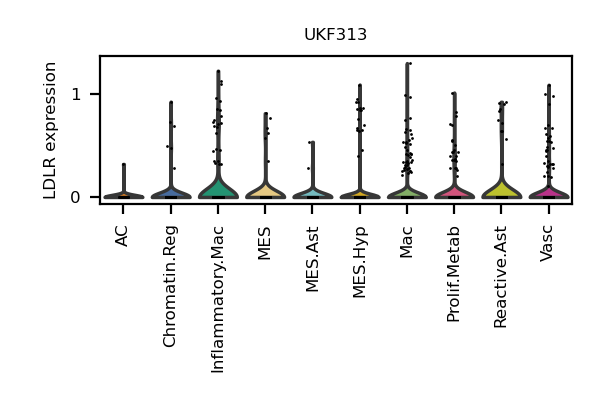 UKF313
LDLR expression
1
0
AC
Chromatin.Reg
Inflammatory.Mac
MES
MES.Ast
MES.Hyp
Mac
Prolif.Metab
Reactive.Ast
Vasc